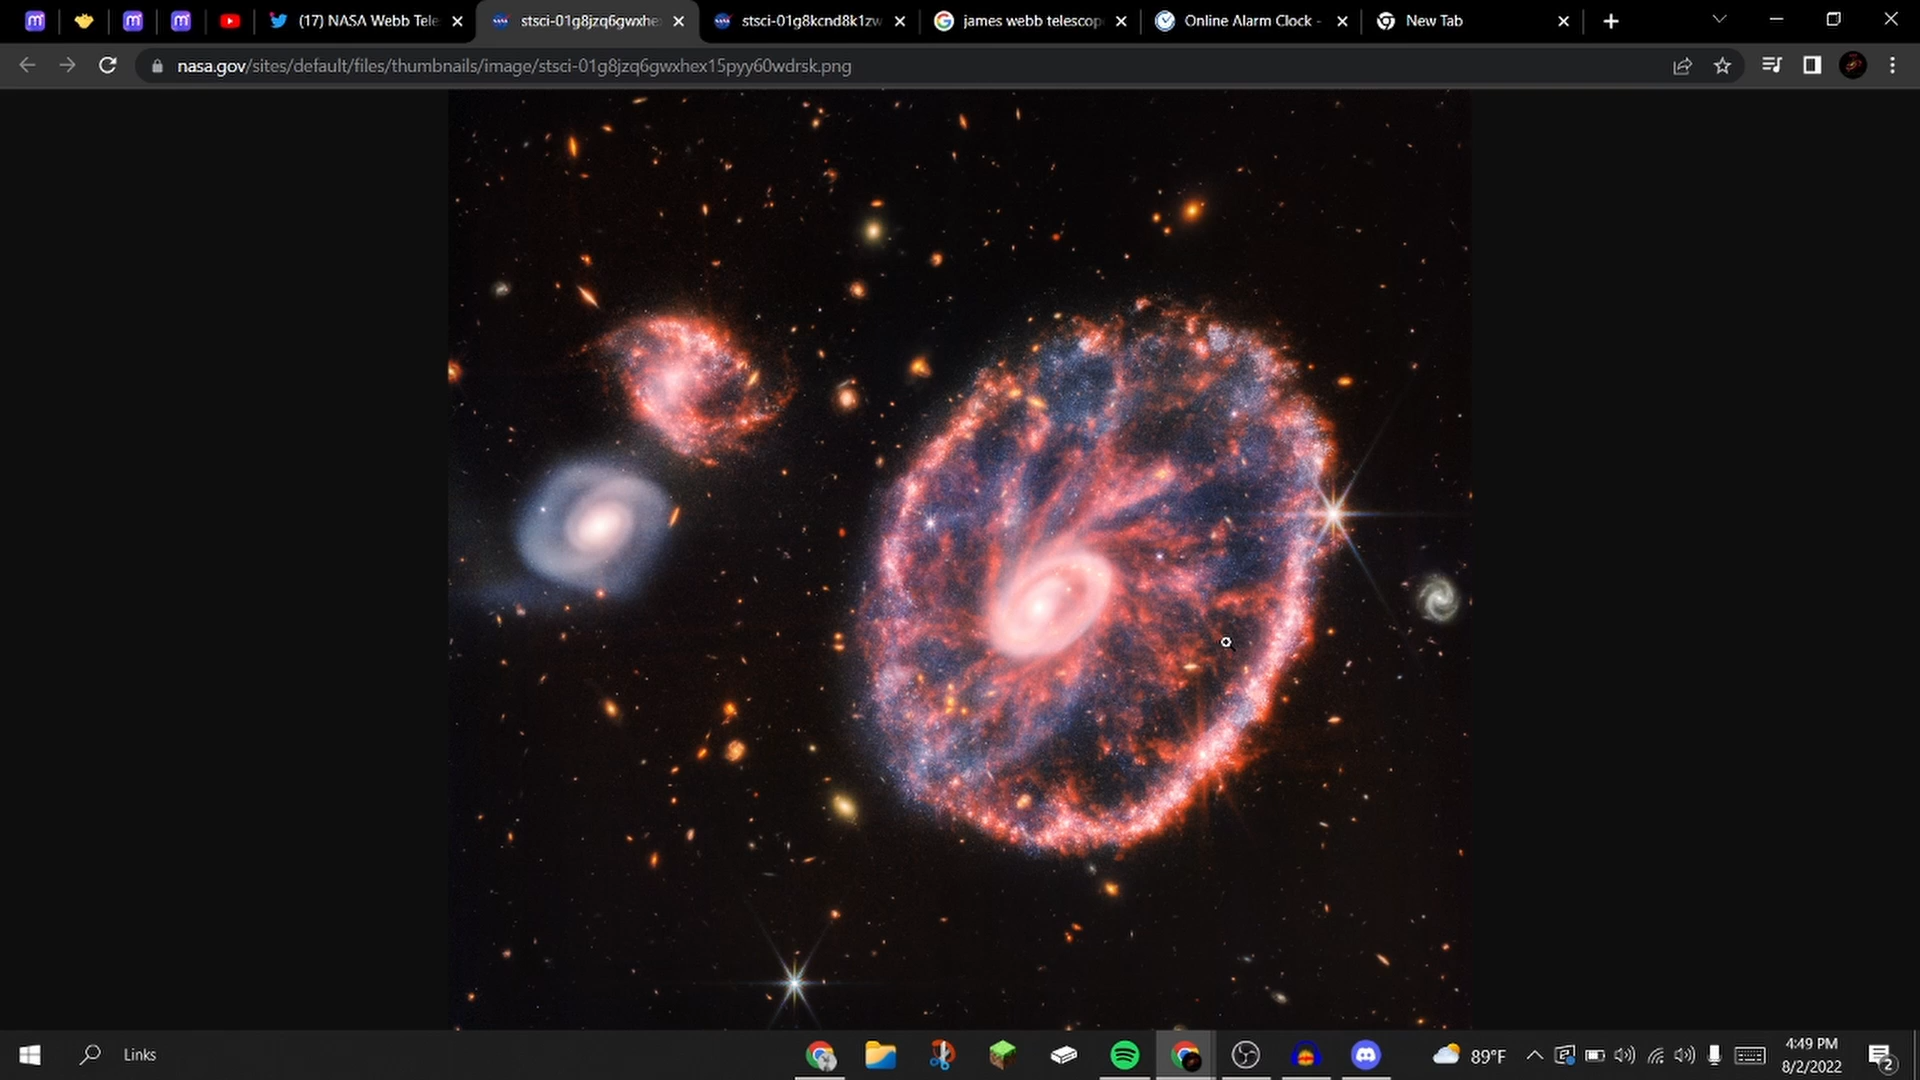 (17) NASA Webb Tele
stsci-01g8jzq6gwxhe
stsci-01g8kcnd8k1zw
james webb telescop
Online Alarm Clock -
New Tab
nasa.gov/sites/default/files/thumbnails/image/stsci-01g8jzq6gwxhex15pyy60wdrsk.png
Links
89°F
4:49 PM
8/2/2022
2